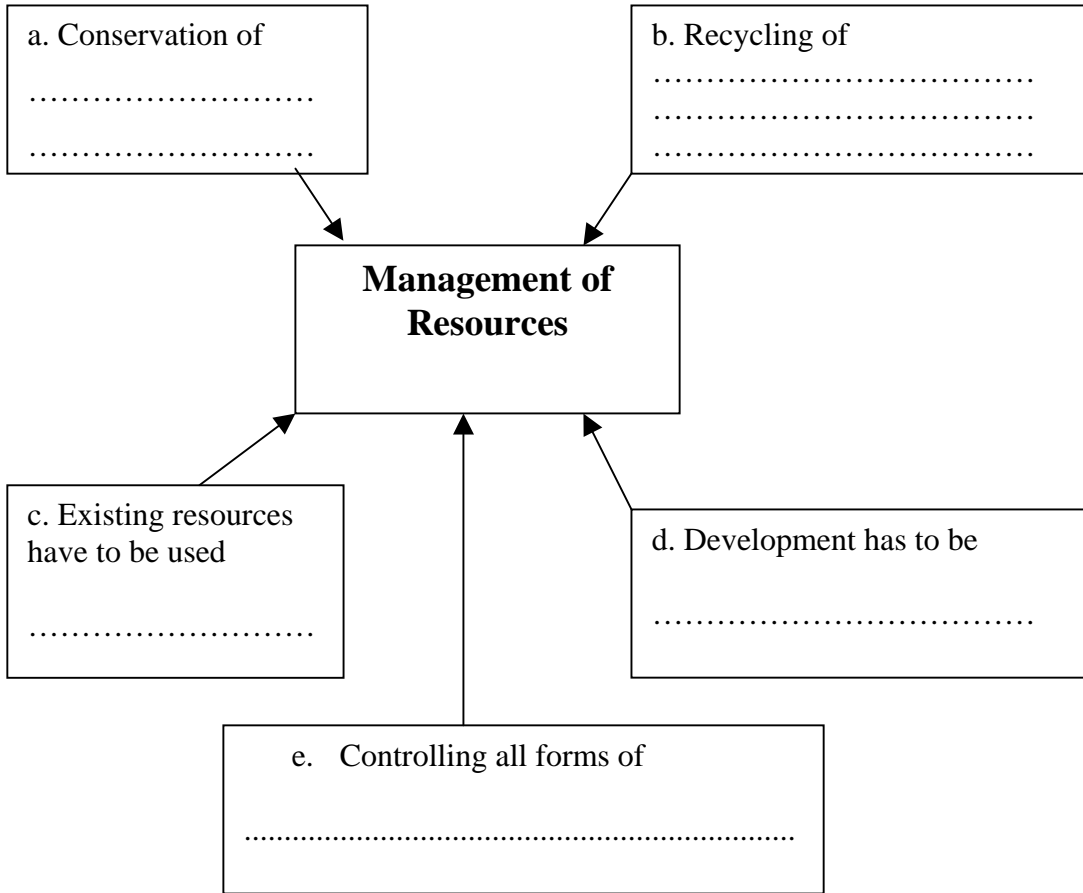 a. Conservation of
………………………
………………………
b. Recycling of
………………………………
………………………………
………………………………
Management of
Resources
c. Existing resources
have to be used
………………………
d. Development has to be
………………………………
e. Controlling all forms of
..........................................................................